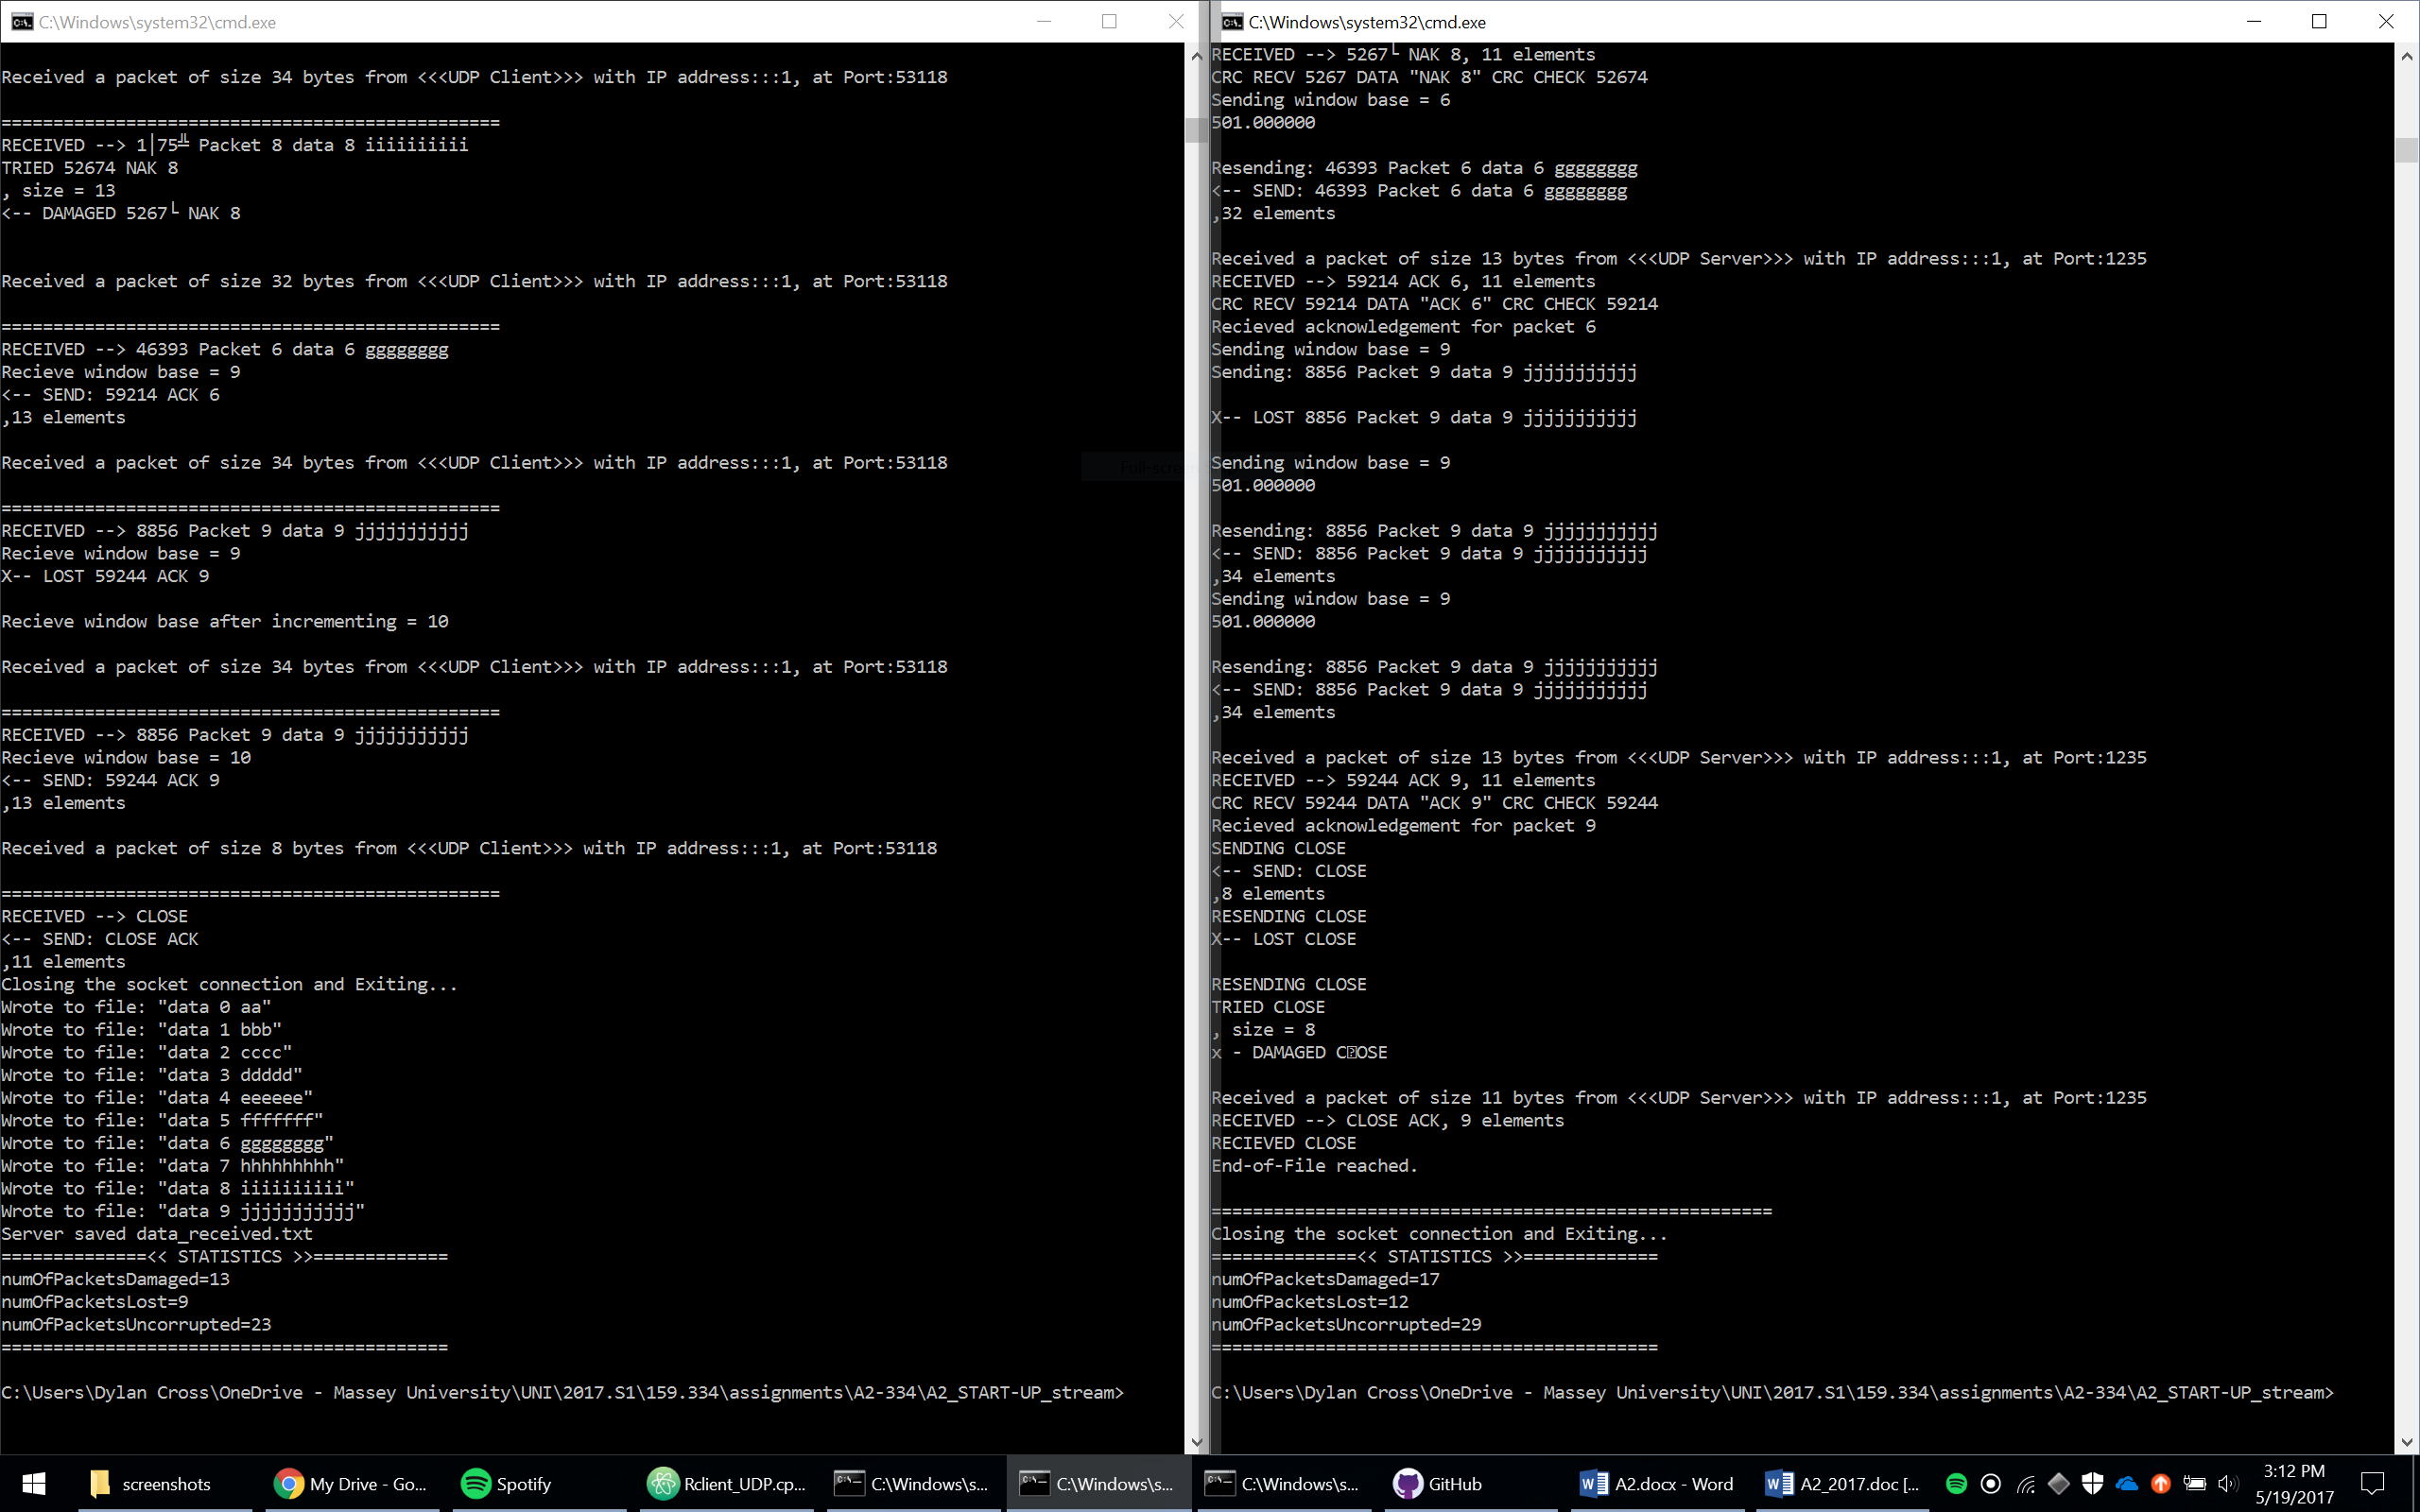 C:\Windows\system32\cmd.exe
Received a packet of size 34 bytes from <<<UDP Client>>> with IP address:::1, at Port:53118
================================================
RECEIVED --> 1|75╩ Packet 8 data 8 iiiiiiiiii
TRIED 52674 NAK 8
, size = 13
<-- DAMAGED 5267└ NAK 8
Received a packet of size 32 bytes from <<<UDP Client>>> with IP address:::1, at Port:53118
================================================
RECEIVED --> 46393 Packet 6 data 6 gggggggg
Recieve window base = 9
<-- SEND: 59214 ACK 6
,13 elements
Received a packet of size 34 bytes from <<<UDP Client>>> with IP address:::1, at Port:53118
================================================
RECEIVED --> 8856 Packet 9 data 9 jjjjjjjjjjj
Recieve window base = 9
X-- LOST 59244 ACK 9
Recieve window base after incrementing = 10
Received a packet of size 34 bytes from <<<UDP Client>>> with IP address:::1, at Port:53118
================================================
RECEIVED --> 8856 Packet 9 data 9 jjjjjjjjjjj
Recieve window base = 10
<-- SEND: 59244 ACK 9
,13 elements
Received a packet of size 8 bytes from <<<UDP Client>>> with IP address:::1, at Port:53118
================================================
RECEIVED --> CLOSE
<-- SEND: CLOSE ACK
,11 elements
Closing the socket connection and Exiting...
Wrote to file: "data 0 aa"
Wrote to file: "data 1 bbb"
Wrote to file: "data 2 cccc"
Wrote to file: "data 3 ddddd"
Wrote to file: "data 4 eeeeee"
Wrote to file: "data 5 fffffff"
Wrote to file: "data 6 gggggggg"
Wrote to file: "data 7 hhhhhhhhh"
Wrote to file: "data 8 iiiiiiiiii"
Wrote to file: "data 9 jjjjjjjjjjj"
Server saved data_received.txt
==============<< STATISTICS >>=============
numOfPacketsDamaged=13
numOfPacketsLost=9
numOfPacketsUncorrupted=23
===========================================
C:\Users\Dylan Cross\OneDrive - Massey University\UNI\2017.S1\159.334\assignments\A2-334\A2_START-UP_stream>
C:\Windows\system32\cmd.exe
RECEIVED --> 5267└ NAK 8, 11 elements
CRC RECV 5267 DATA "NAK 8" CRC CHECK 52674
Sending window base = 6
501.000000
Resending: 46393 Packet 6 data 6 gggggggg
<-- SEND: 46393 Packet 6 data 6 gggggggg
,32 elements
Received a packet of size 13 bytes from <<<UDP Server>>> with IP address:::1, at Port:1235
RECEIVED --> 59214 ACK 6, 11 elements
CRC RECV 59214 DATA "ACK 6" CRC CHECK 59214
Recieved acknowledgement for packet 6
Sending window base = 9
Sending: 8856 Packet 9 data 9 jjjjjjjjjjj
X-- LOST 8856 Packet 9 data 9 jjjjjjjjjjj
Sending window base = 9
501.000000
Resending: 8856 Packet 9 data 9 jjjjjjjjjjj
<-- SEND: 8856 Packet 9 data 9 jjjjjjjjjjj
,34 elements
Sending window base = 9
501.000000
Resending: 8856 Packet 9 data 9 jjjjjjjjjjj
<-- SEND: 8856 Packet 9 data 9 jjjjjjjjjjj
,34 elements
Received a packet of size 13 bytes from <<<UDP Server>>> with IP address:::1, at Port:1235
RECEIVED --> 59244 ACK 9, 11 elements
CRC RECV 59244 DATA "ACK 9" CRC CHECK 59244
Recieved acknowledgement for packet 9
SENDING CLOSE
<-- SEND: CLOSE
,8 elements
RESENDING CLOSE
X-- LOST CLOSE
RESENDING CLOSE
TRIED CLOSE
, size = 8
x - DAMAGED C⍰OSE
Received a packet of size 11 bytes from <<<UDP Server>>> with IP address:::1, at Port:1235
RECEIVED --> CLOSE ACK, 9 elements
RECIEVED CLOSE
End-of-File reached.
======================================================
Closing the socket connection and Exiting...
==============<< STATISTICS >>=============
numOfPacketsDamaged=17
numOfPacketsLost=12
numOfPacketsUncorrupted=29
===========================================
C:\Users\Dylan Cross\OneDrive - Massey University\UNI\2017.S1\159.334\assignments\A2-334\A2_START-UP_stream>
screenshots
My Drive - Go...
Spotify
Rclient_UDP.cp...
C:\Windows\s...
C:\Windows\s...
C:\Windows\s...
GitHub
A2.docx - Word
A2_2017.doc [...
3:12 PM
5/19/2017